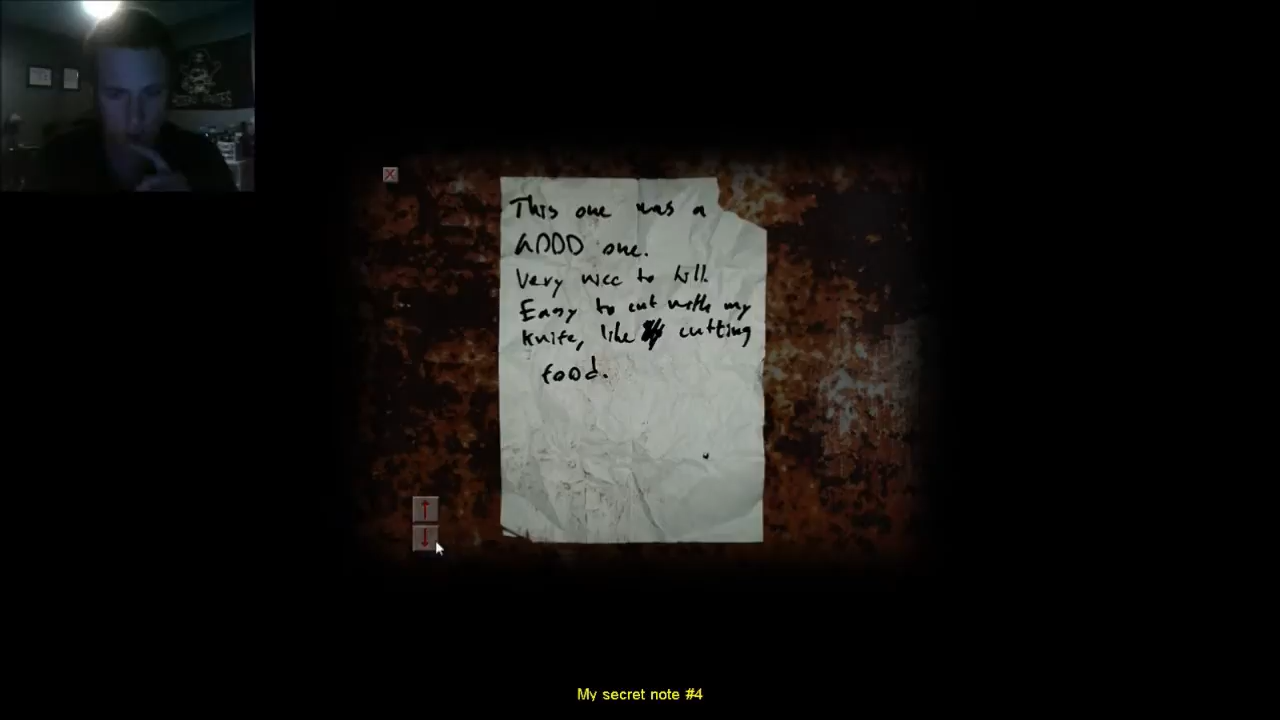 This one was a
GOOD one.
Very nice to kill.
Easy to cut with my
knife, like cutting
food.
My secret note #4